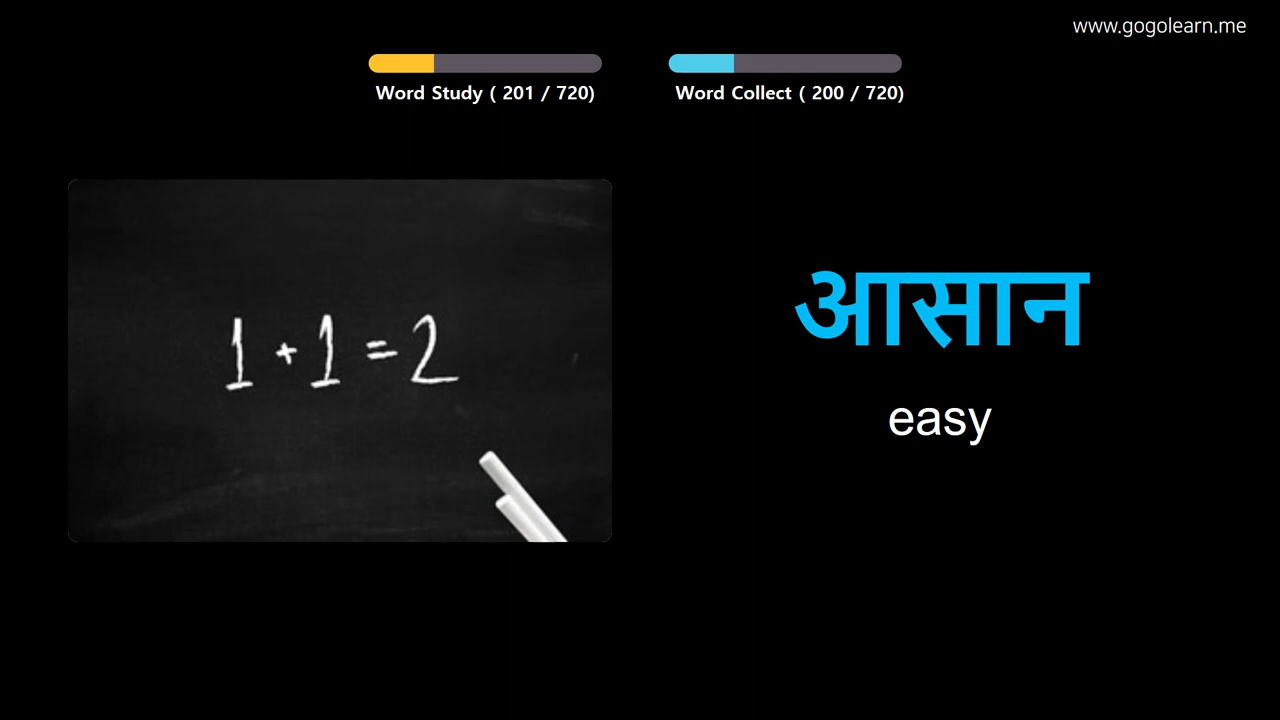 www.gogolearn.me
Word Study ( 201 / 720)
Word Collect ( 200 / 720)
1 + 1 = 2
आसान
easy